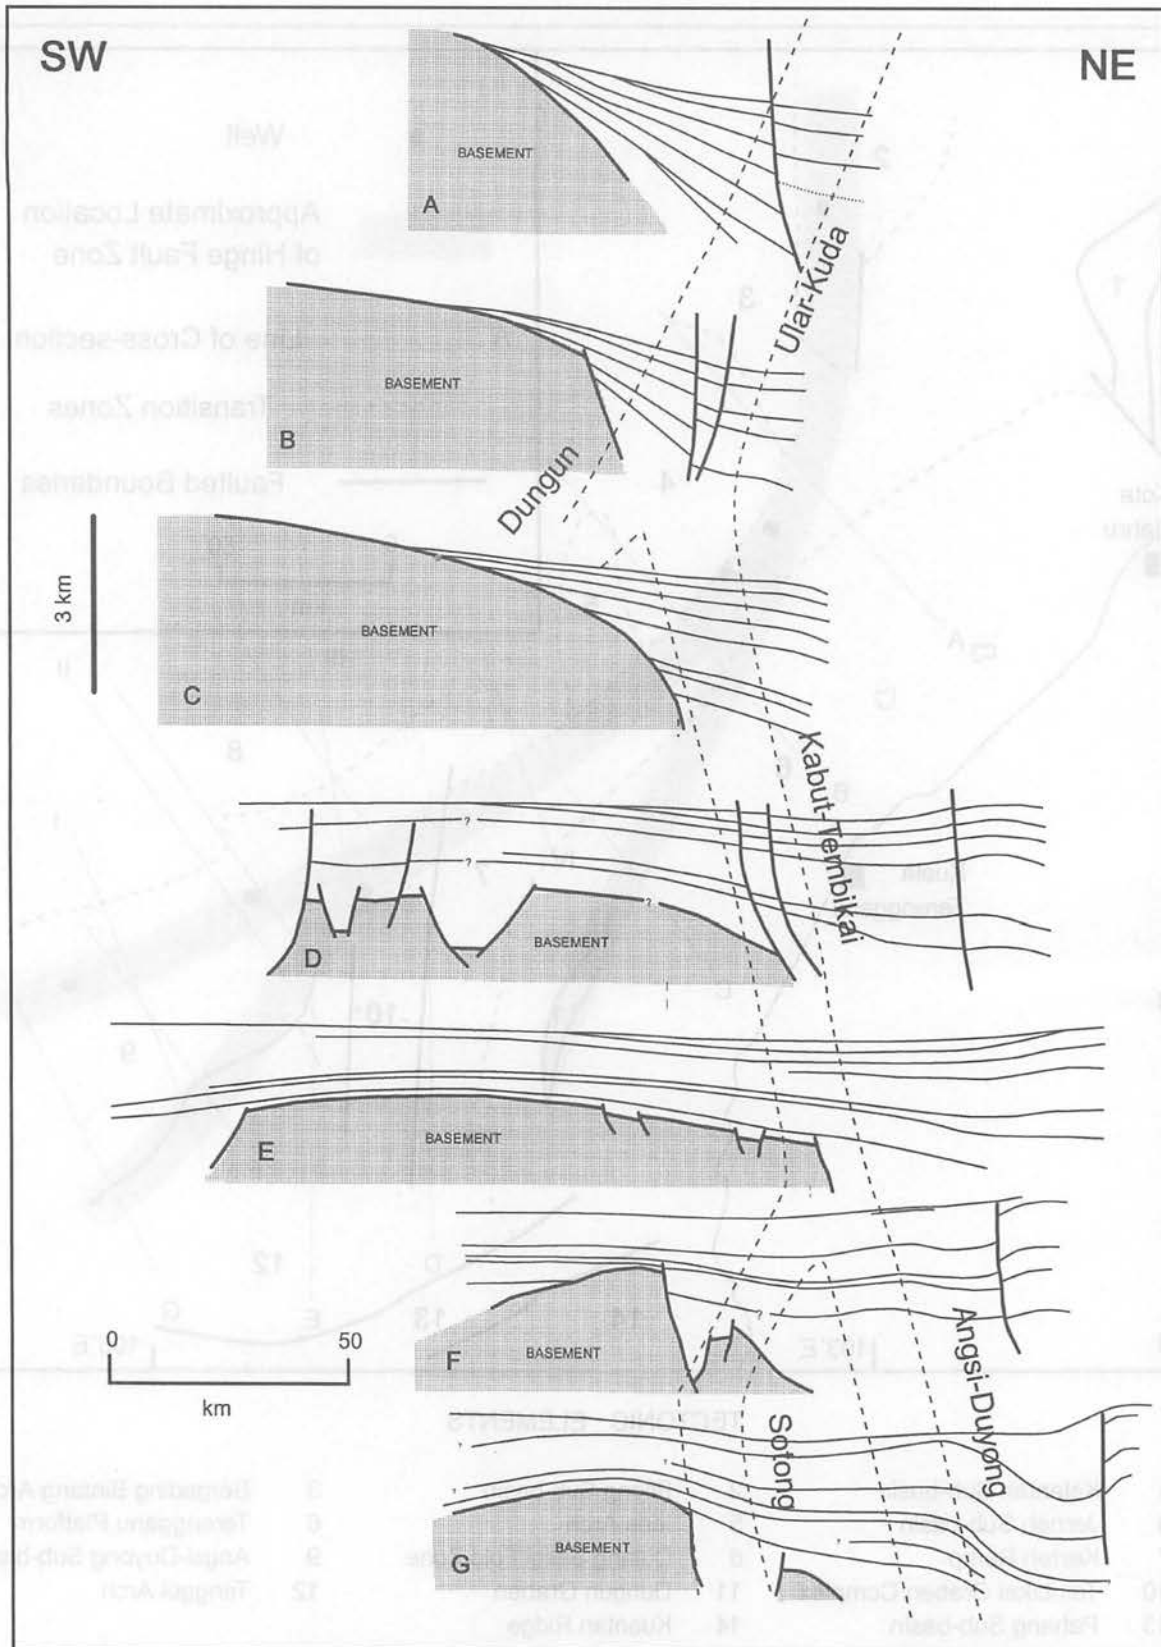 SW
NE
BASEMENT
A
Ular-Kuda
BASEMENT
B
Dungun
3 km
BASEMENT
C
Kabut-Tembikai
?
?
?
BASEMENT
D
BASEMENT
E
?
0
50
km
BASEMENT
F
Angsi-Duyong
Sotong
?
?
?
BASEMENT
G